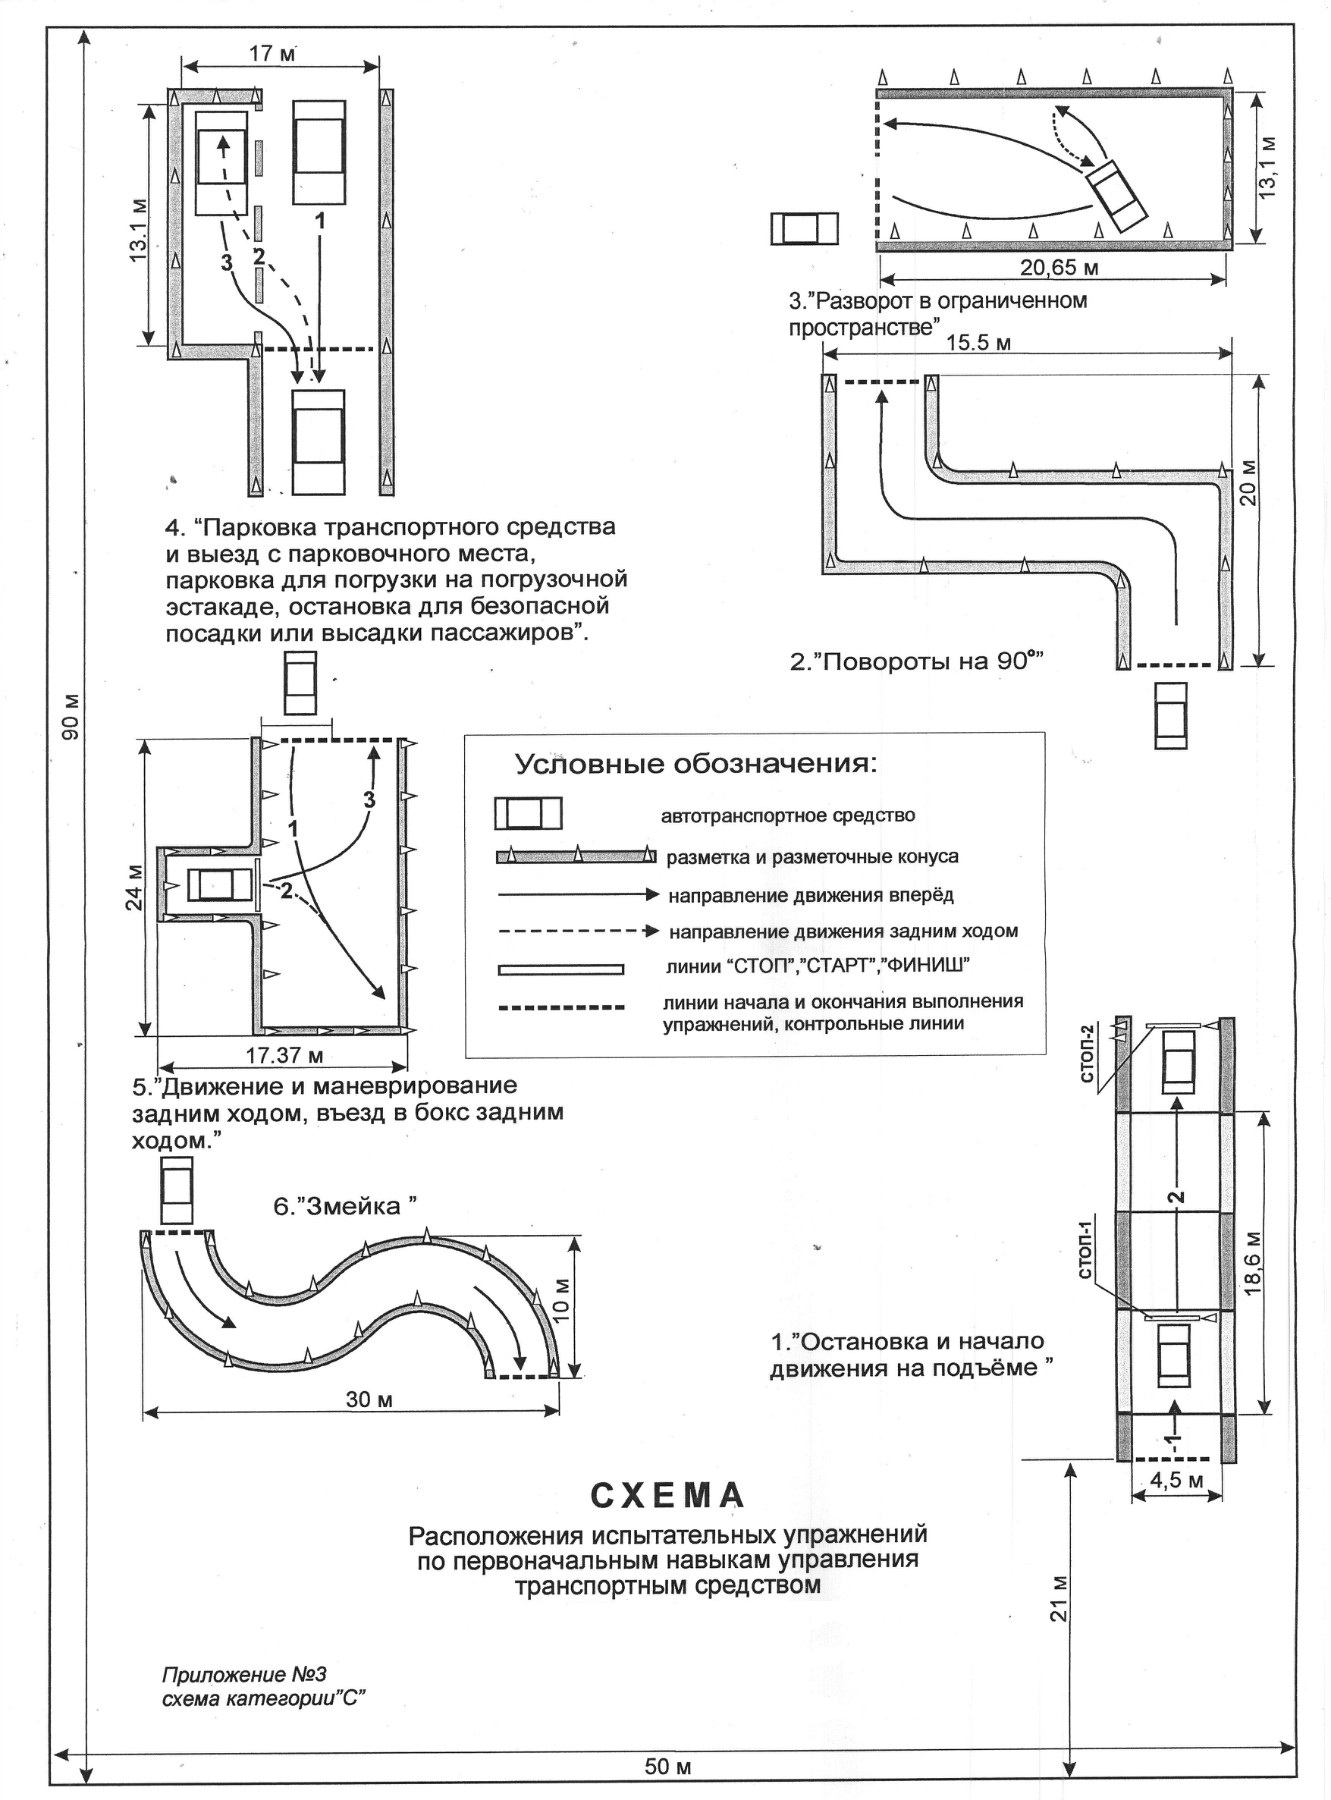 17 м
13.1 м
1
2
3
4. “Парковка транспортного средства
и выезд с парковочного места,
парковка для погрузки на погрузочной
эстакаде, остановка для безопасной
посадки или высадки пассажиров”.
13,1 м
20,65 м
3.”Разворот в ограниченном
пространстве”
15.5 м
20 м
2.”Повороты на 90°”
90 м
24 м
1
3
2
17.37 м
5.”Движение и маневрирование
задним ходом, въезд в бокс задним
ходом.”
Условные обозначения:
автотранспортное средство
разметка и разметочные конуса
направление движения вперёд
направление движения задним ходом
линии “СТОП”,”СТАРТ”,”ФИНИШ”
линии начала и окончания выполнения
упражнений, контрольные линии
6.”Змейка ”
10 м
30 м
СТОП-2
2
СТОП-1
18,6 м
1
4,5 м
1.”Остановка и начало
движения на подъёме ”
21 м
СХЕМА
Расположения испытательных упражнений
по первоначальным навыкам управления
транспортным средством
Приложение №3
схема категории”С”
50 м